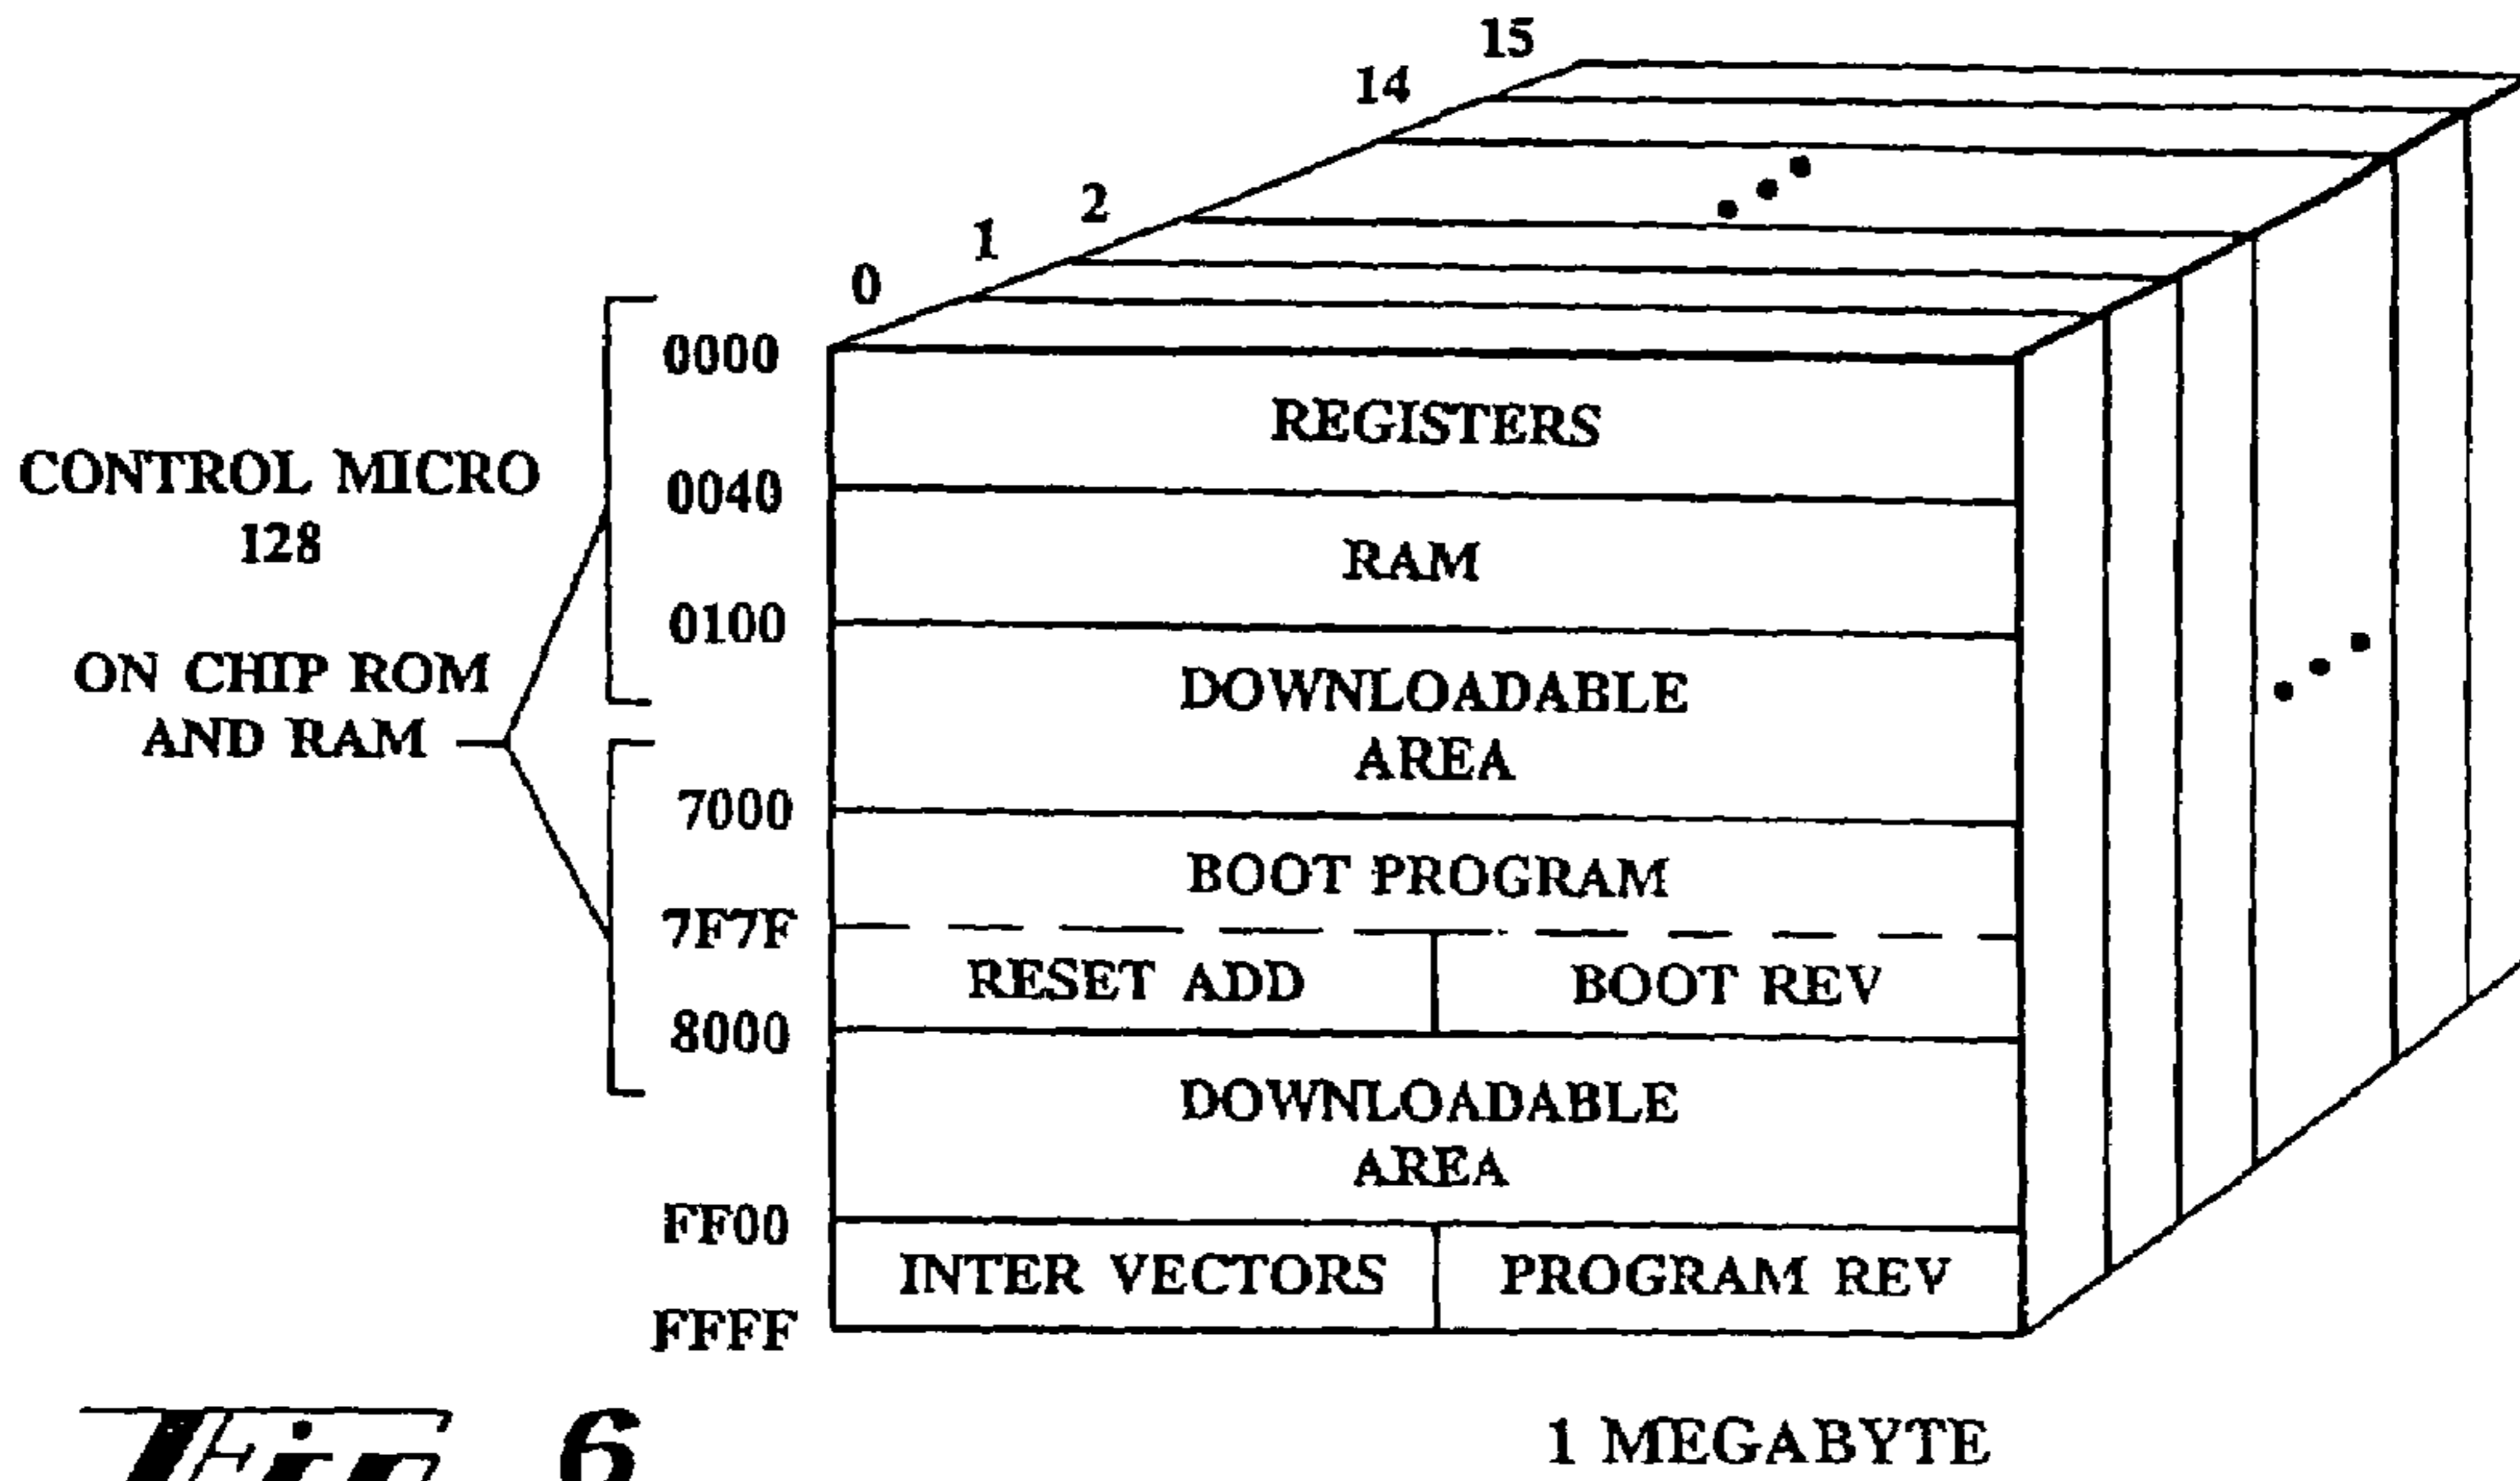 15
14
2
1
0
0000
REGISTERS
CONTROL MICRO
128
0040
RAM
0100
ON CHIP ROM
AND RAM
DOWNLOADABLE
AREA
7000
BOOT PROGRAM
7F7F
RESET ADD
BOOT REV
8000
DOWNLOADABLE
AREA
FF00
INTER VECTORS
PROGRAM REV
FFFF
Fig 6
1 MEGABYTE